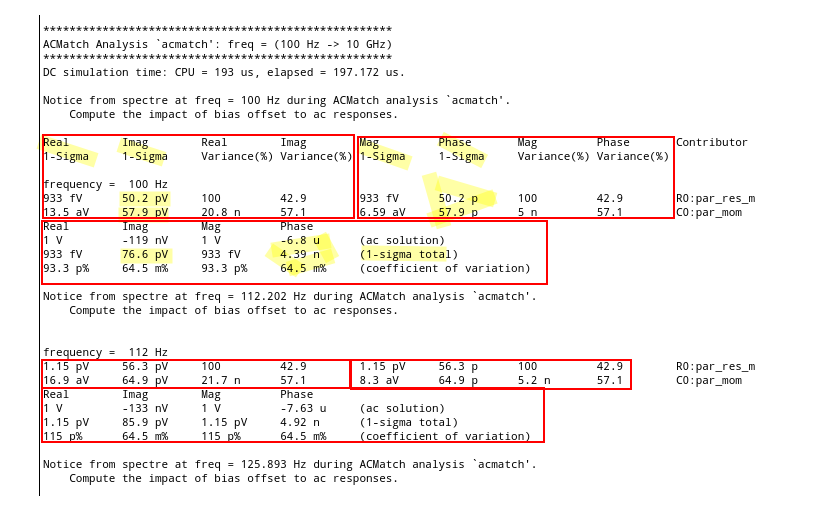 *****************************************************
ACMatch Analysis `acmatch': freq = (100 Hz -> 10 GHz)
*****************************************************
DC simulation time: CPU = 193 us, elapsed = 197.172 us.
Notice from spectre at freq = 100 Hz during ACMatch analysis `acmatch'.
Compute the impact of bias offset to ac responses.
Real Imag Real Imag Mag Phase Mag Phase Contributor
1-Sigma 1-Sigma Variance(%) Variance(%) 1-Sigma 1-Sigma Variance(%) Variance(%)
frequency = 100 Hz
933 fV 50.2 pV 100 42.9 933 fV 50.2 p 100 42.9 R0:par_res_m
13.5 aV 57.9 pV 20.8 n 57.1 6.59 aV 57.9 p 5 n 57.1 C0:par_mom
Real Imag Mag Phase
1 V -119 nV 1 V -6.8 u (ac solution)
933 fV 76.6 pV 933 fV 4.39 n (1-sigma total)
93.3 p% 64.5 m% 93.3 p% 64.5 m% (coefficient of variation)
Notice from spectre at freq = 112.202 Hz during ACMatch analysis `acmatch'.
Compute the impact of bias offset to ac responses.
frequency = 112 Hz
1.15 pV 56.3 pV 100 42.9 1.15 pV 56.3 p 100 42.9 R0:par_res_m
16.9 aV 64.9 pV 21.7 n 57.1 8.3 aV 64.9 p 5.2 n 57.1 C0:par_mom
Real Imag Mag Phase
1 V -133 nV 1 V -7.63 u (ac solution)
1.15 pV 85.9 pV 1.15 pV 4.92 n (1-sigma total)
115 p% 64.5 m% 115 p% 64.5 m% (coefficient of variation)
Notice from spectre at freq = 125.893 Hz during ACMatch analysis `acmatch'.
Compute the impact of bias offset to ac responses.